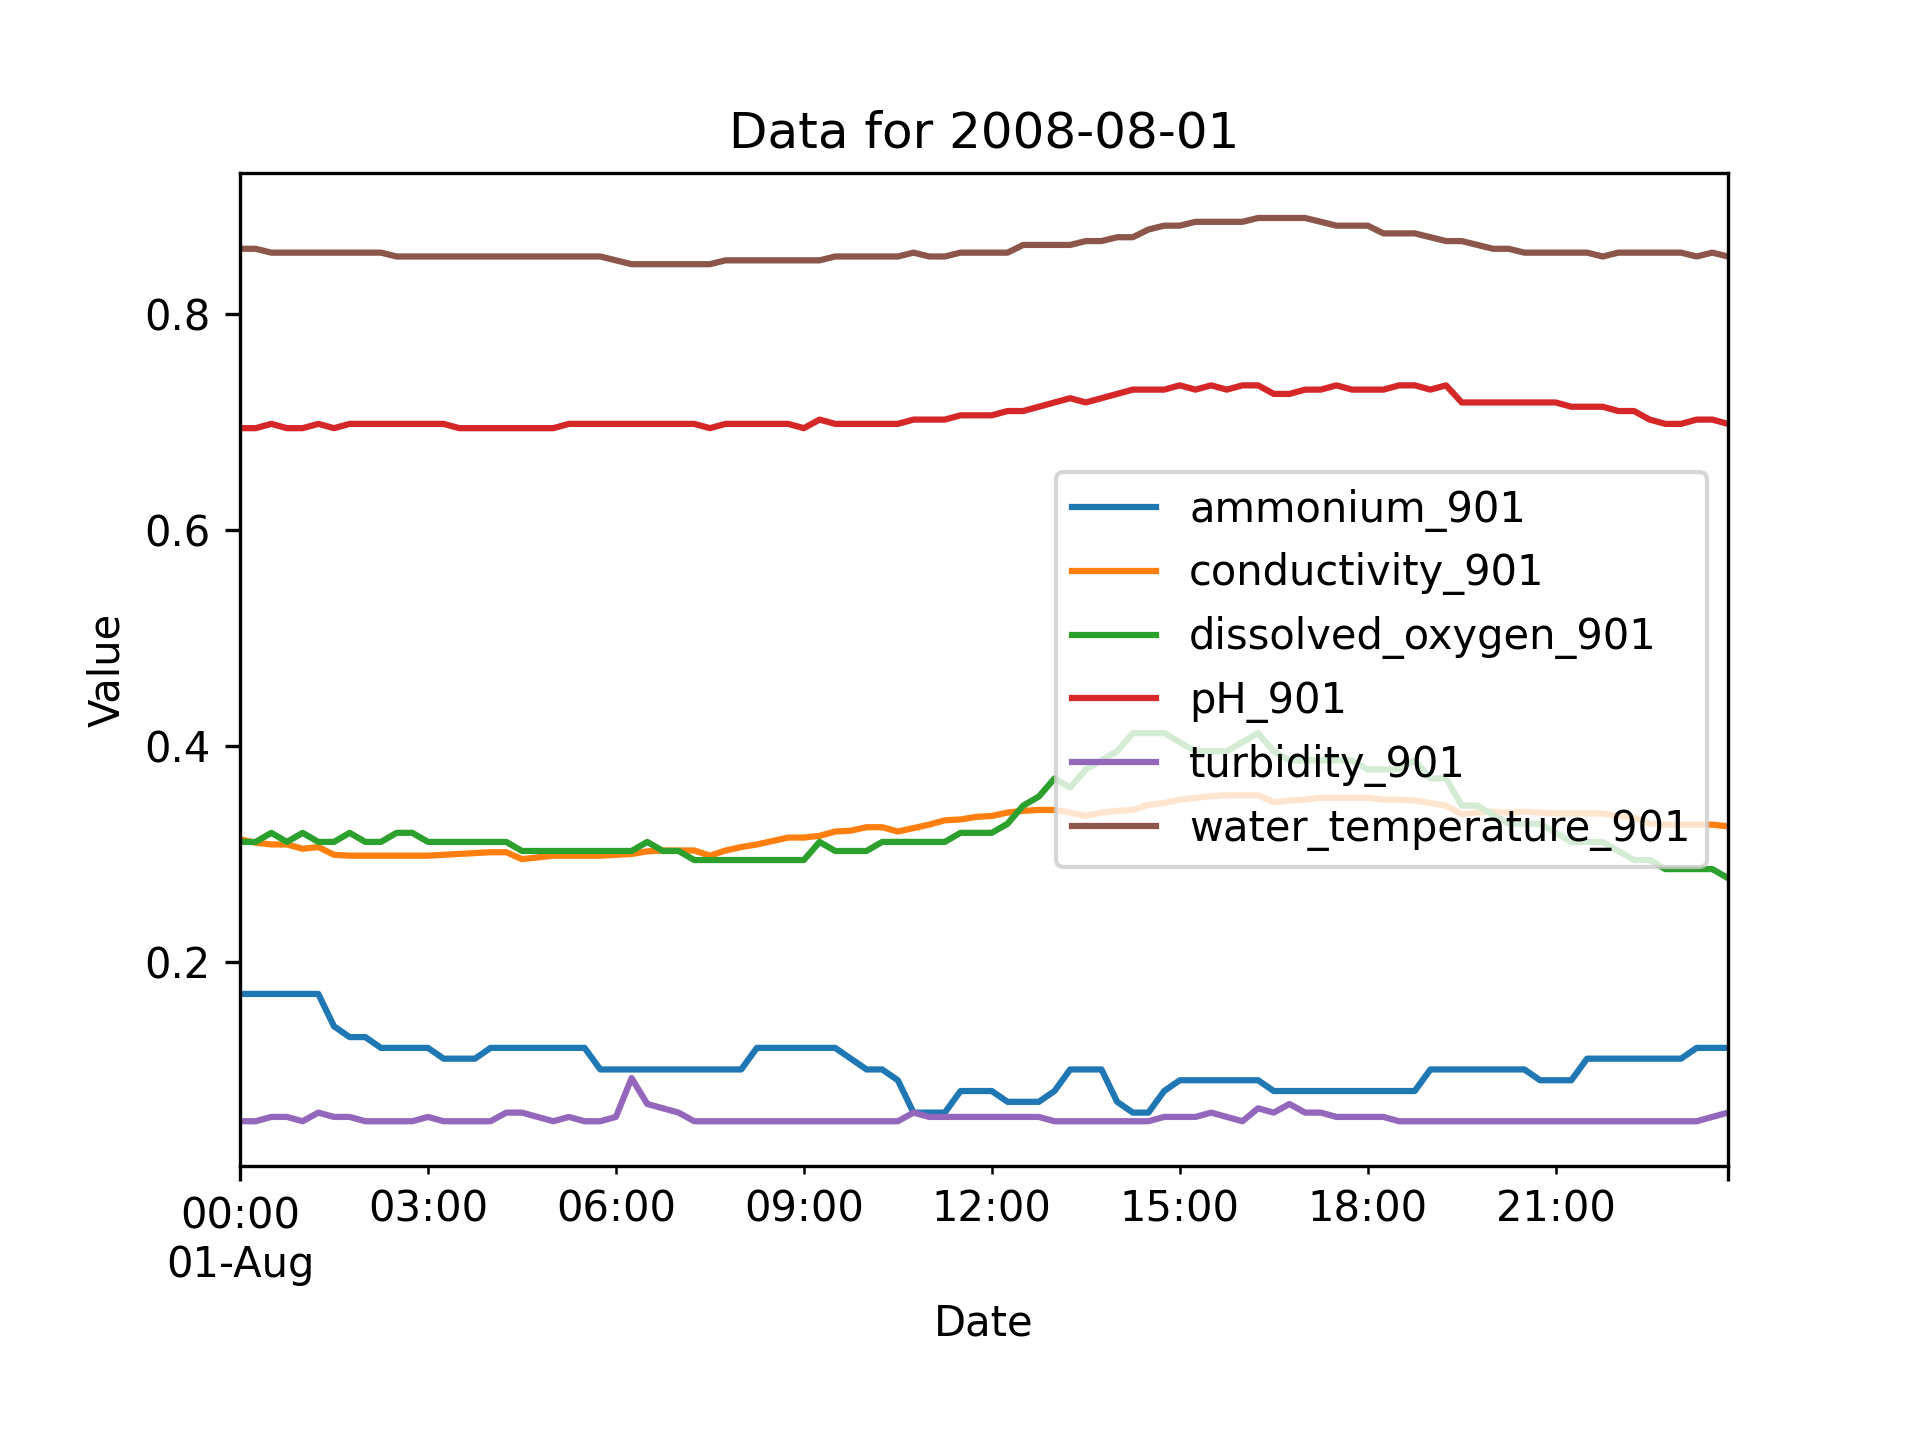 Data for 2008-08-01
Value
0.8
0.6
0.4
0.2
ammonium_901
conductivity_901
dissolved_oxygen_901
pH_901
turbidity_901
water_temperature_901
00:00 03:00 06:00 09:00 12:00 15:00 18:00 21:00
01-Aug
Date